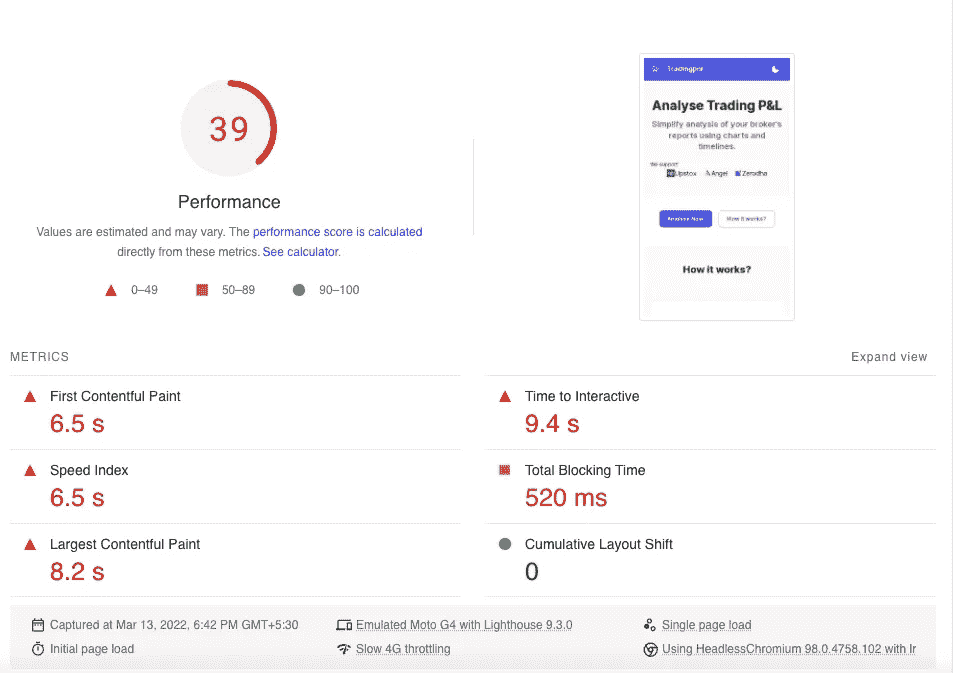 Tradingpnl
Analyse Trading P&L
Simplify analysis of your broker's
reports using charts and
timelines.
We support
Upstox Angel Zerodha
Analyse Now How it works?
How it works?
39
Performance
Values are estimated and may vary. The performance score is calculated
directly from these metrics. See calculator.
0–49 50–89 90–100
METRICS Expand view
First Contentful Paint
6.5 s
Time to Interactive
9.4 s
Speed Index
6.5 s
Total Blocking Time
520 ms
Largest Contentful Paint
8.2 s
Cumulative Layout Shift
0
Captured at Mar 13, 2022, 6:42 PM GMT+5:30
Emulated Moto G4 with Lighthouse 9.3.0
Single page load
Initial page load
Slow 4G throttling
Using HeadlessChromium 98.0.4758.102 with lr